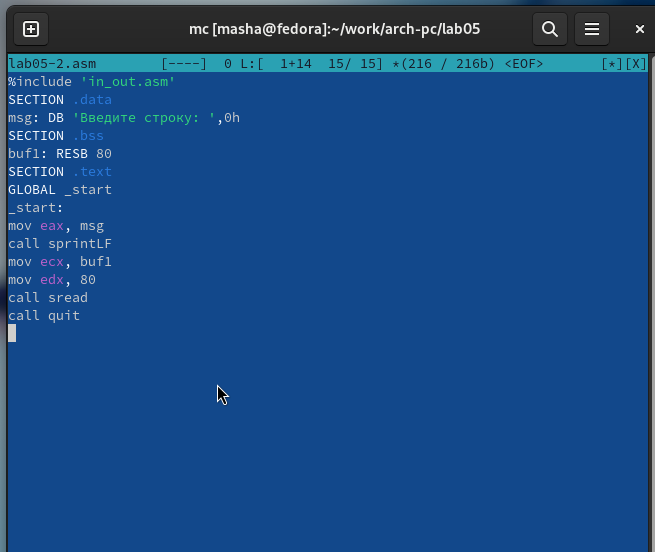 mc [masha@fedora]:~/work/arch-pc/lab05
lab05-2.asm [----] 0 L:[ 1+14 15/ 15] *(216 / 216b) <EOF> [*][X]
%include 'in_out.asm'
SECTION .data
msg: DB 'Введите строку: ',0h
SECTION .bss
buf1: RESB 80
SECTION .text
GLOBAL _start
_start:
mov eax, msg
call sprintLF
mov ecx, buf1
mov edx, 80
call sread
call quit